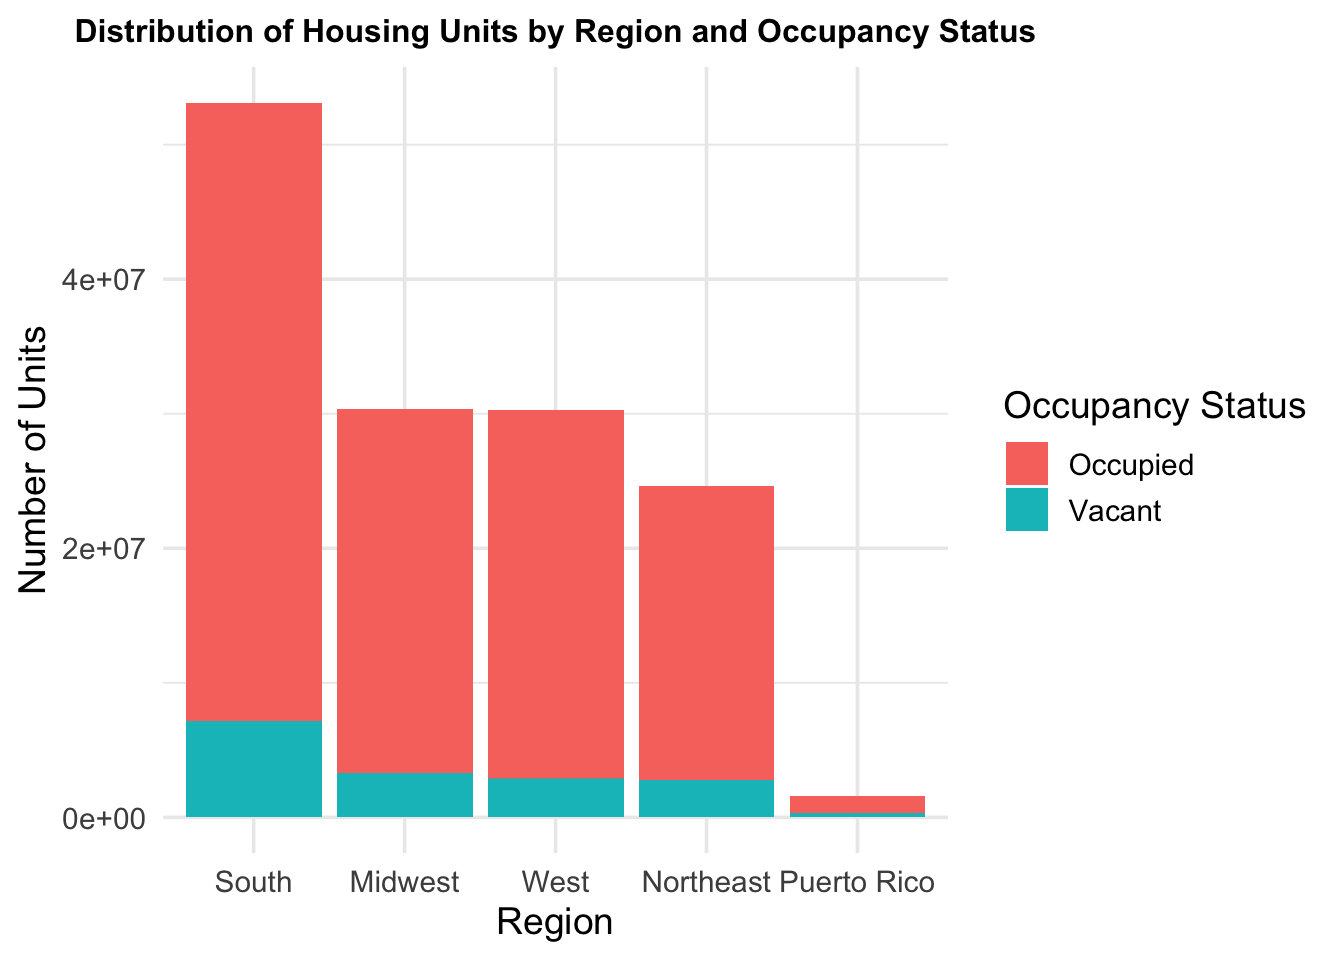 Distribution of Housing Units by Region and Occupancy Status
4e+07
2e+07
0e+00
Number of Units
South Midwest West Northeast Puerto Rico
Region
Occupancy Status
Occupied
Vacant